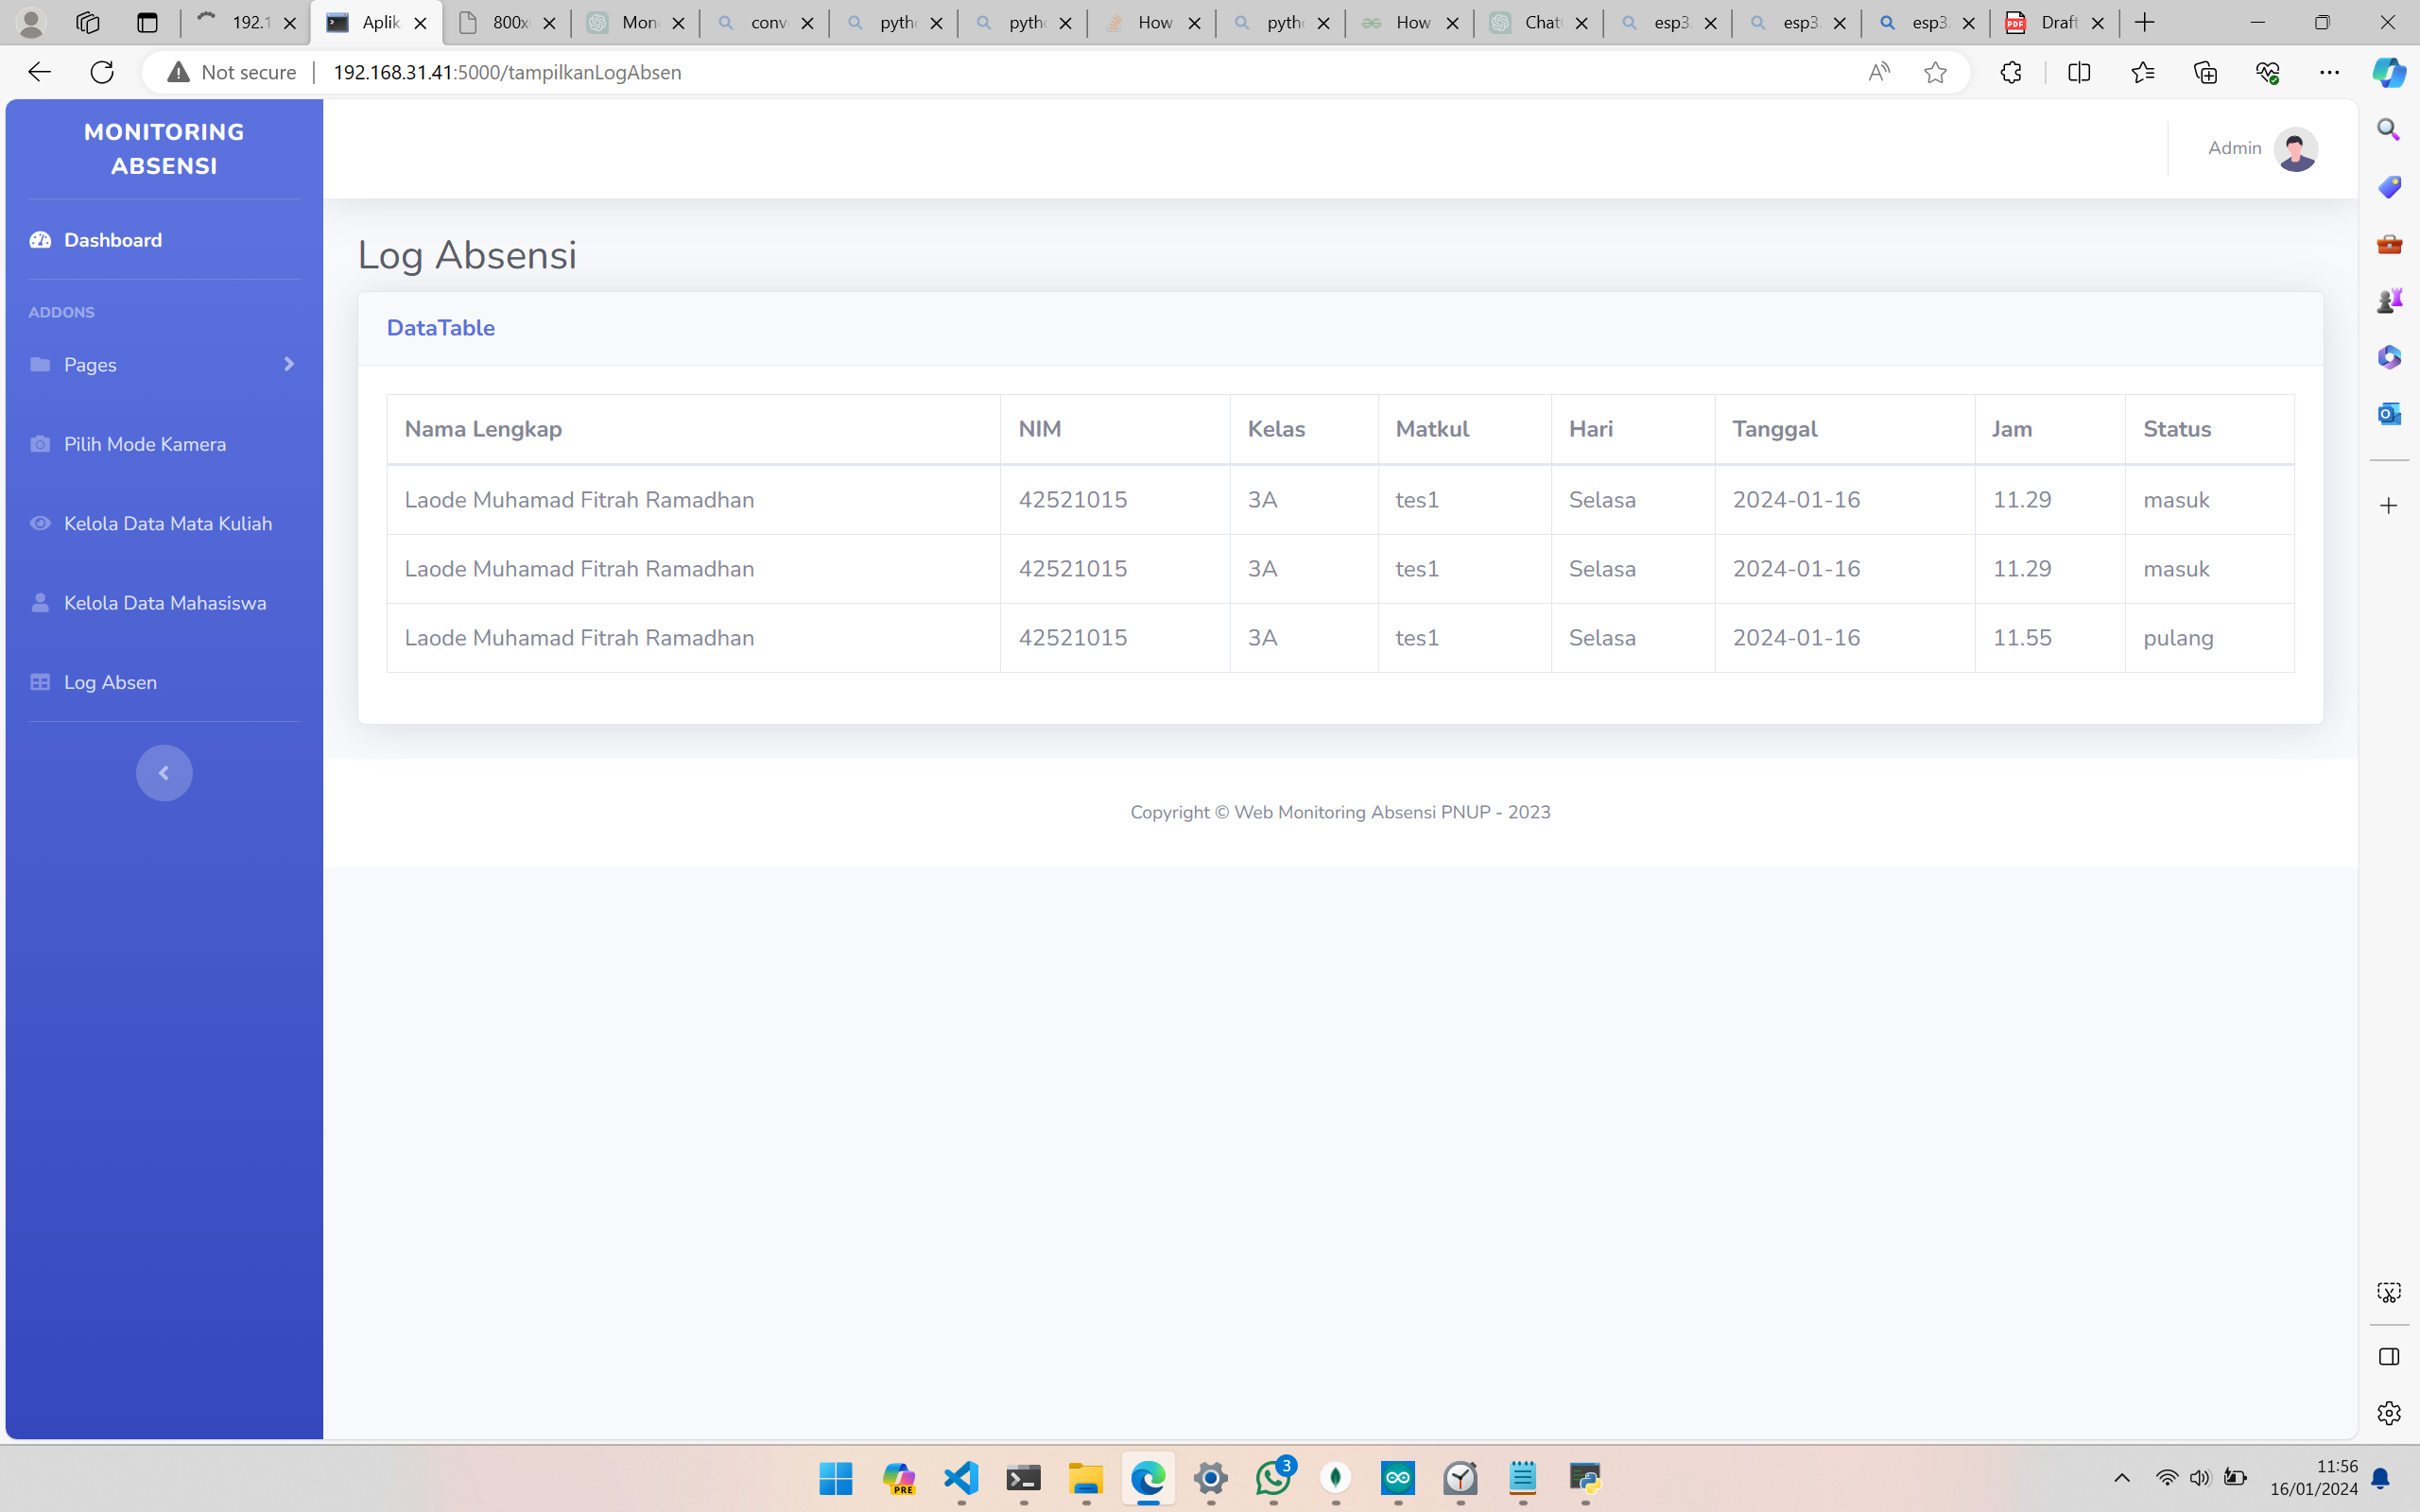 192.1
Aplik
800x
Mon
conv
pyth
pyth
How
pyth
How
Chat
esp3
esp3
esp3
Draft
Not secure
192.168.31.41:5000/tampilkanLogAbsen
MONITORING
ABSENSI
Admin
Dashboard
ADDONS
Pages
Pilih Mode Kamera
Kelola Data Mata Kuliah
Kelola Data Mahasiswa
Log Absen
Log Absensi
DataTable
Nama Lengkap NIM Kelas Matkul Hari Tanggal Jam Status
Laode Muhamad Fitrah Ramadhan 42521015 3A tes1 Selasa 2024-01-16 11.29 masuk
Laode Muhamad Fitrah Ramadhan 42521015 3A tes1 Selasa 2024-01-16 11.29 masuk
Laode Muhamad Fitrah Ramadhan 42521015 3A tes1 Selasa 2024-01-16 11.55 pulang
Copyright © Web Monitoring Absensi PNUP - 2023
PRE
3
11:56
16/01/2024